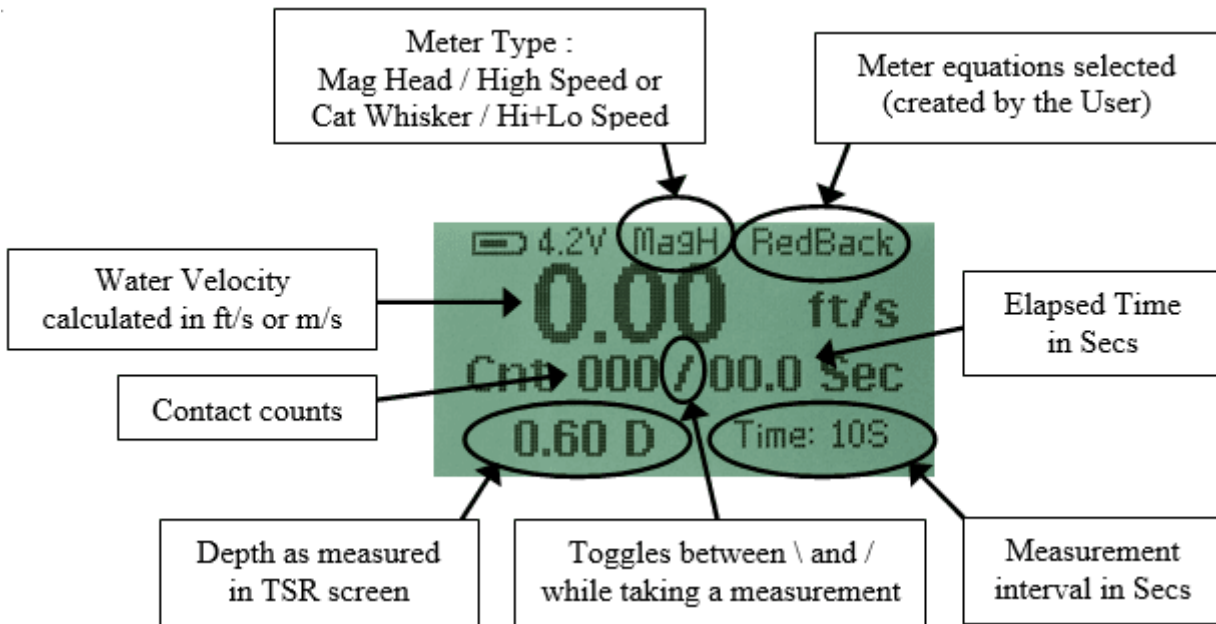 Meter Type :
Mag Head / High Speed or
Cat Whisker / Hi+Lo Speed
Meter equations selected
(created by the User)
Water Velocity
calculated in ft/s or m/s
4.2V MagH RedBack
0.00 ft/s
Cnt 000 / 00.0 Sec
0.60 D Time: 10S
Elapsed Time
in Secs
Contact counts
Depth as measured
in TSR screen
Toggles between \ and /
while taking a measurement
Measurement
interval in Secs